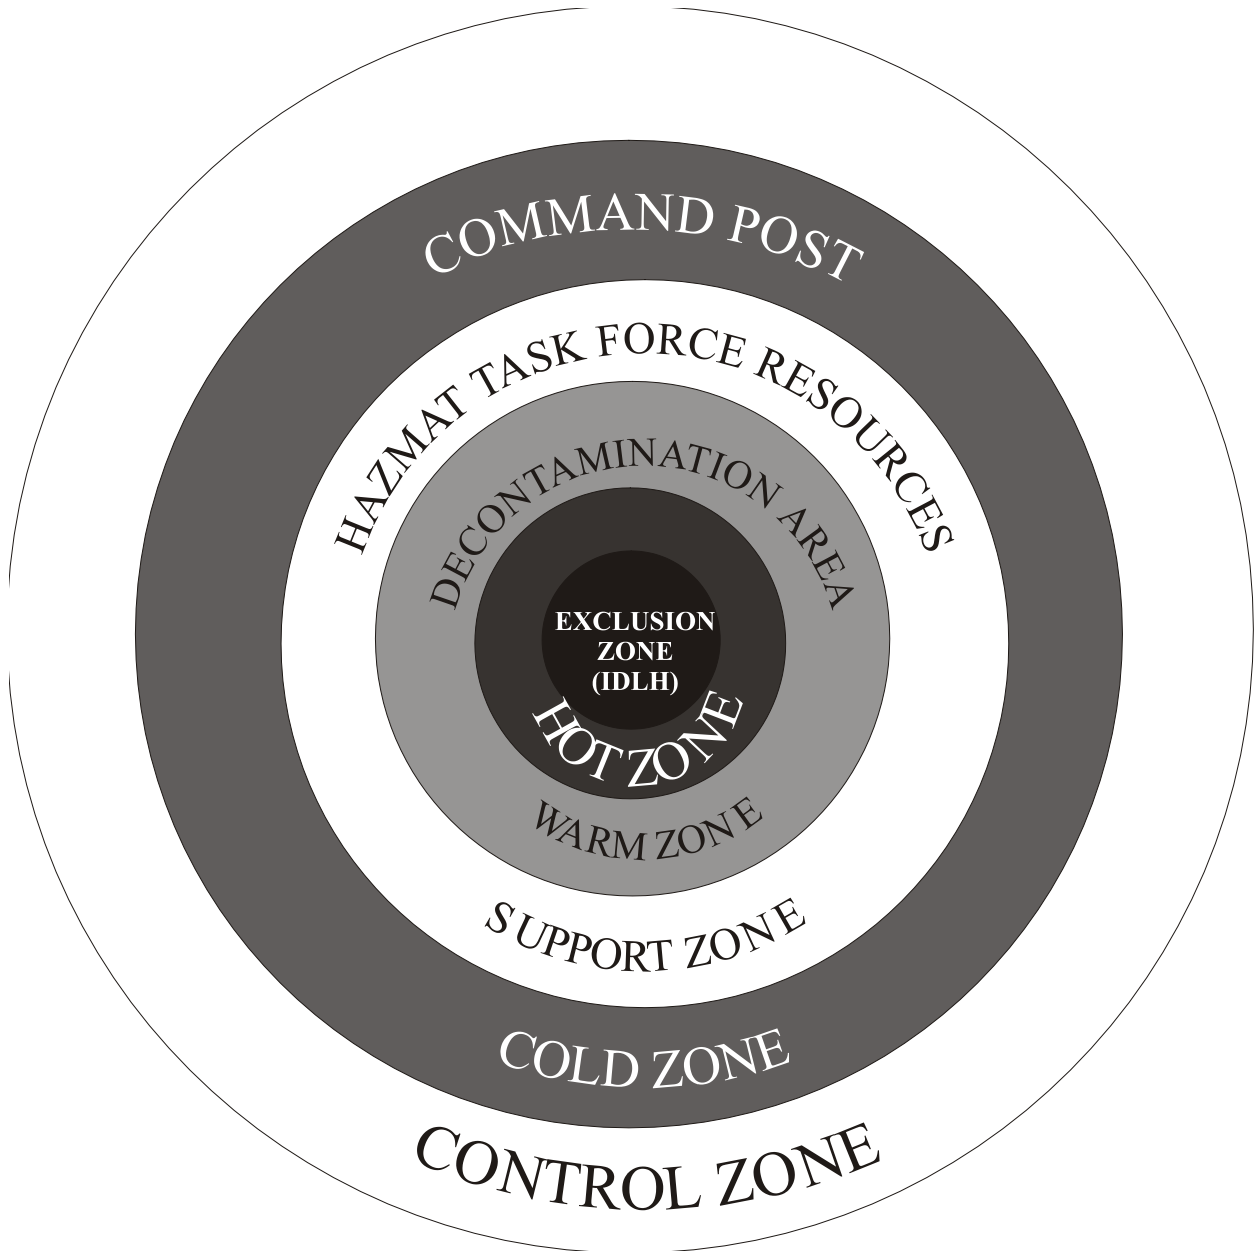 COMMAND POST
HAZMAT TASK FORCE RESOURCES
DECONTAMINATION AREA
EXCLUSION
ZONE
(IDLH)
HOT ZONE
WARM ZONE
SUPPORT ZONE
COLD ZONE
CONTROL ZONE